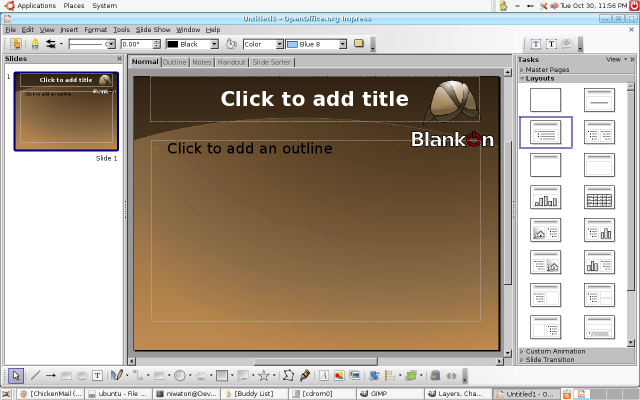 Applications Places System
Tue Oct 30, 11:56 PM
Untitled1 - OpenOffice.org Impress
File Edit View Insert Format Tools Slide Show Window Help
0.00" Black Color Blue 8
Slides
Normal Outline Notes Handout Slide Sorter
Tasks View
Master Pages
Layouts
1
Click to add title
Click to add an outline
Slide 1
Click to add title
BlankOn
Click to add an outline
Custom Animation
Slide Transition
[ChickenMail (... ubuntu - File ... niwatori@Dev... [Buddy List] [cdrom0] GIMP Layers, Cha... Untitled1 - O...